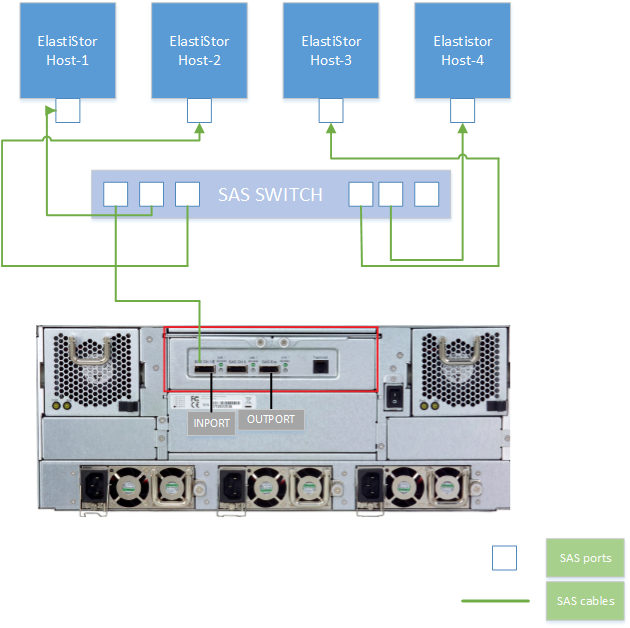 ElastiStor
Host-1
ElastiStor
Host-2
ElastiStor
Host-3
Elastistor
Host-4
SAS SWITCH
INPORT
OUTPORT
SAS ports
SAS cables